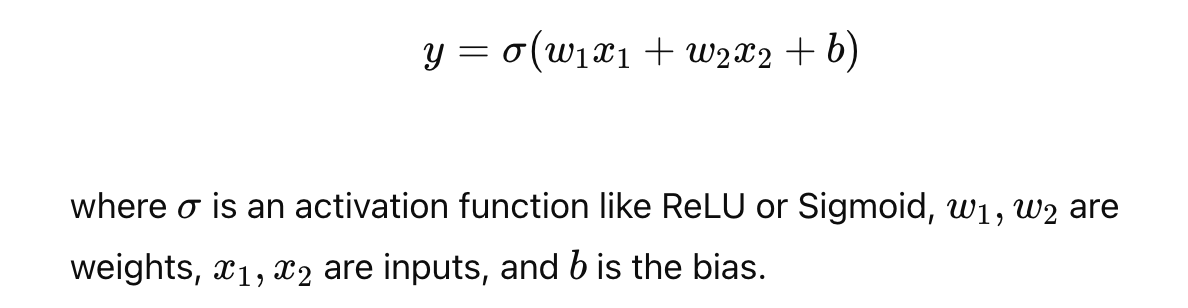 y = σ(w₁x₁ + w₂x₂ + b)
where σ is an activation function like ReLU or Sigmoid, w₁, w₂ are
weights, x₁, x₂ are inputs, and b is the bias.